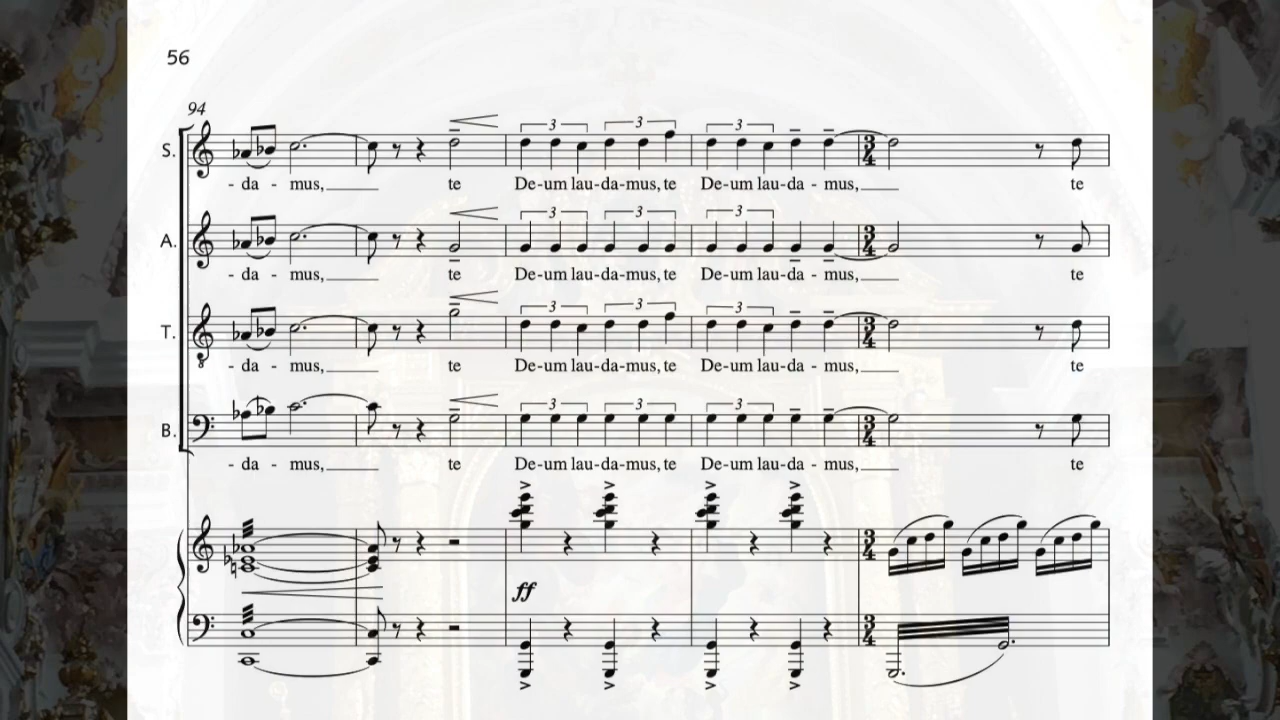 56
94
S. - da - mus, te De-um lau-da-mus, te De-um lau-da - mus, te
A. - da - mus, te De-um lau-da-mus, te De-um lau-da - mus, te
T. - da - mus, te De-um lau-da-mus, te De-um lau-da - mus, te
B. - da - mus, te De-um lau-da-mus, te De-um lau-da - mus, te
ff